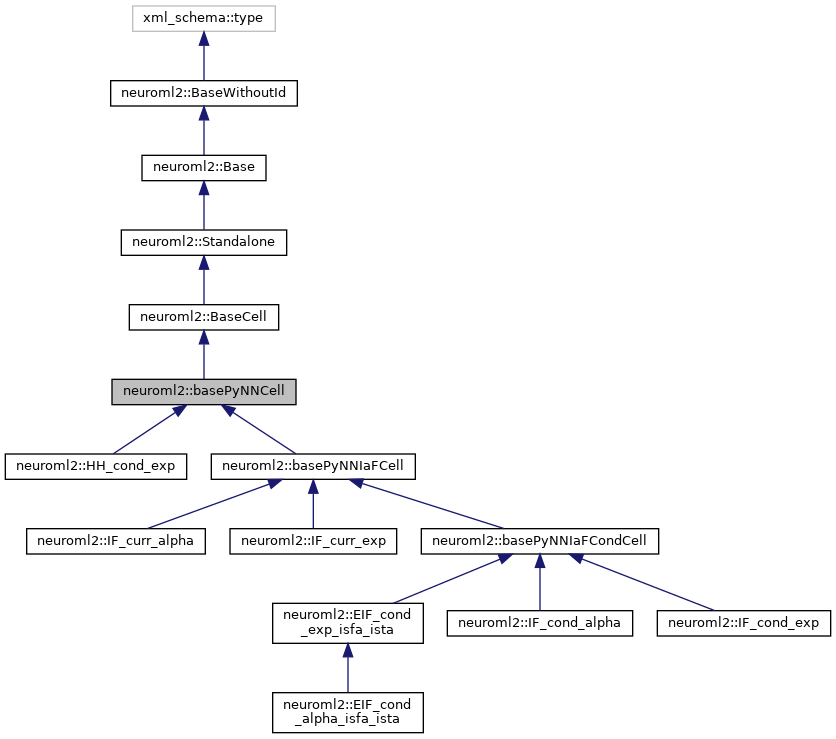 xml_schema::type
neuroml2::BaseWithoutId
neuroml2::Base
neuroml2::Standalone
neuroml2::BaseCell
neuroml2::basePyNNCell
neuroml2::HH_cond_exp
neuroml2::basePyNNIaFCell
neuroml2::IF_curr_alpha
neuroml2::IF_curr_exp
neuroml2::basePyNNIaFCondCell
neuroml2::EIF_cond
_exp_isfa_ista
neuroml2::IF_cond_alpha
neuroml2::IF_cond_exp
neuroml2::EIF_cond
_alpha_isfa_ista